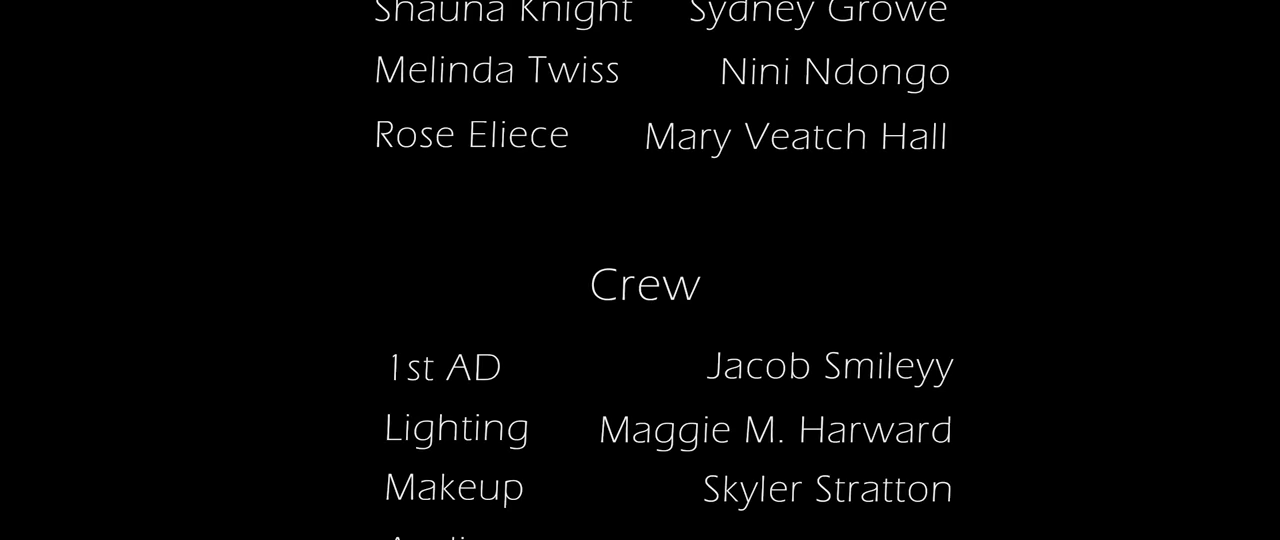 Shauna Knight Sydney Growe
Melinda Twiss Nini Ndongo
Rose Eliece Mary Veatch Hall
Crew
1st AD Jacob Smileyy
Lighting Maggie M. Harward
Makeup Skyler Stratton